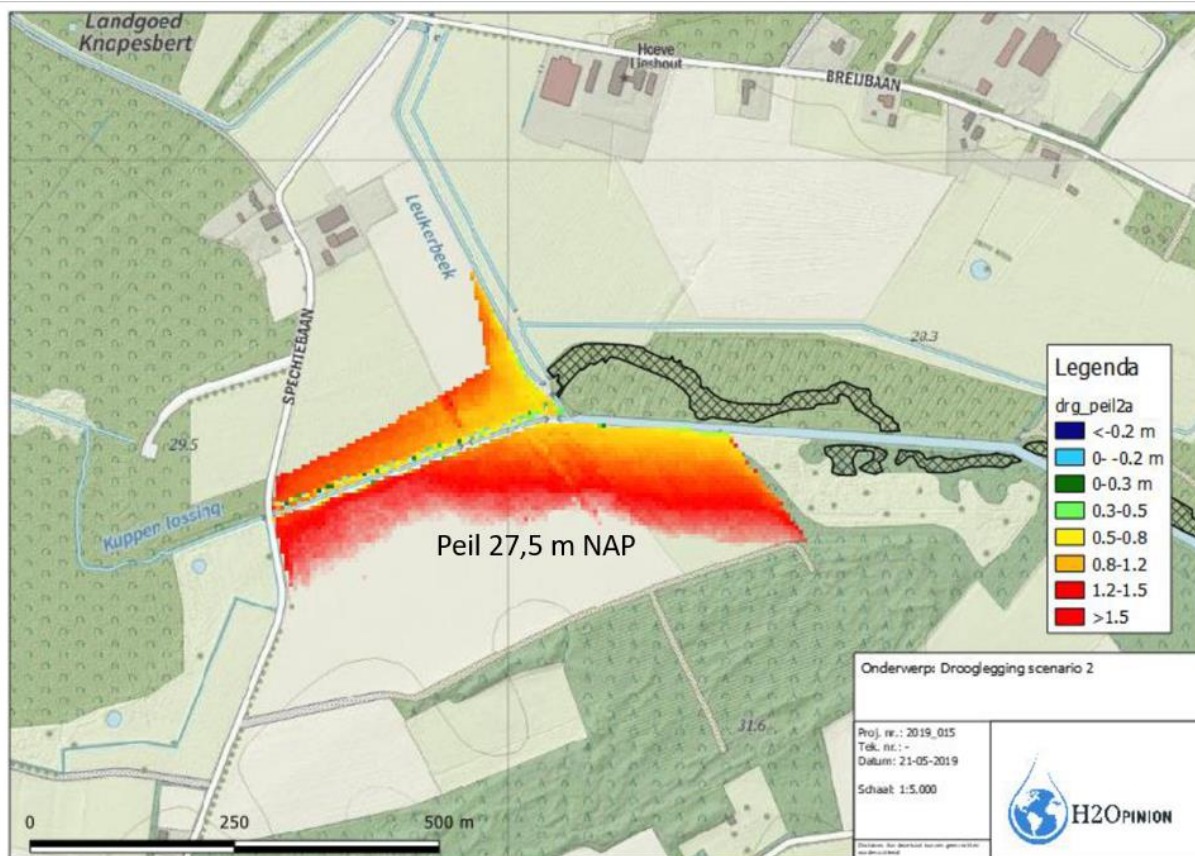 Landgoed
Knapesbert
Hoeve
Lieshout
BREIJBAAN
Leukerbeek
SPECHTEBAAN
28.3
29.5
Kuppen lossing
Peil 27,5 m NAP
31.6
Legenda
drg_peil2a
<-0.2 m
0- -0.2 m
0-0.3 m
0.3-0.5
0.5-0.8
0.8-1.2
1.2-1.5
>1.5
Onderwerp: Drooglegging scenario 2
Proj. nr.: 2019_015
Tek. nr.: -
Datum: 21-05-2019
Schaal: 1:5.000
H2OPINION
0 250 500 m